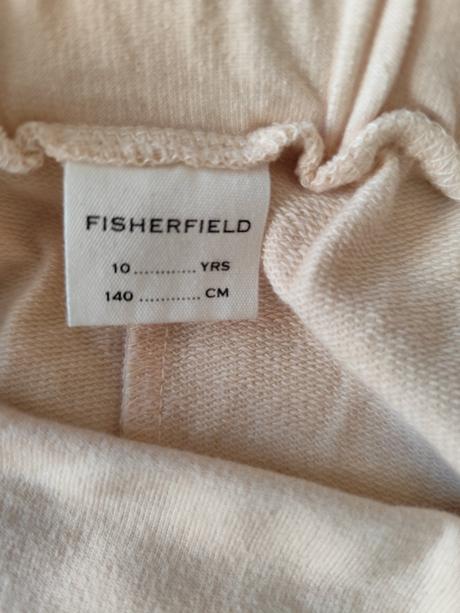 FISHERFIELD
10 ............ YRS
140 ............ CM